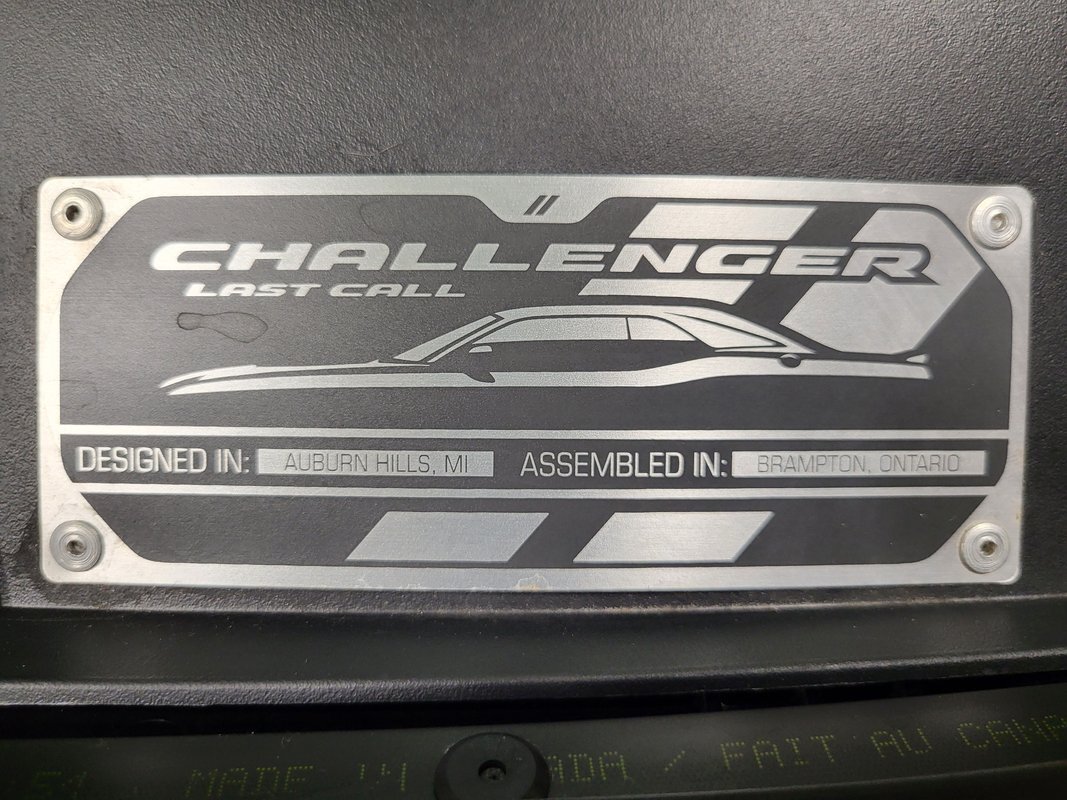 CHALLENGER
LAST CALL
DESIGNED IN: AUBURN HILLS, MI ASSEMBLED IN: BRAMPTON, ONTARIO
MADE / FAIT AU